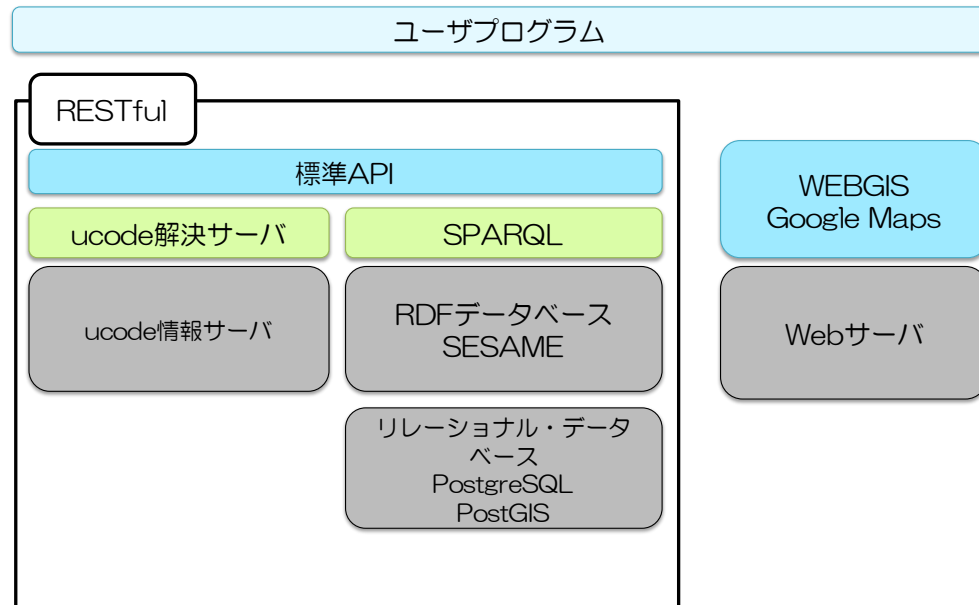 ユーザプログラム
RESTful
標準API
ucode解決サーバ
SPARQL
ucode情報サーバ
RDFデータベース
SESAME
リレーショナル・データ
ベース
PostgreSQL
PostGIS
WEBGIS
Google Maps
Webサーバ